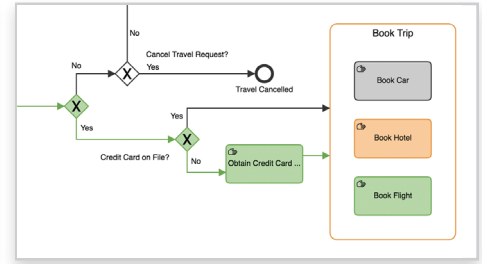 No
Book Trip
Cancel Travel Request?
No
Yes
Book Car
Travel Cancelled
Yes
Yes
Book Hotel
Credit Card on File?
No
Obtain Credit Card ...
Book Flight